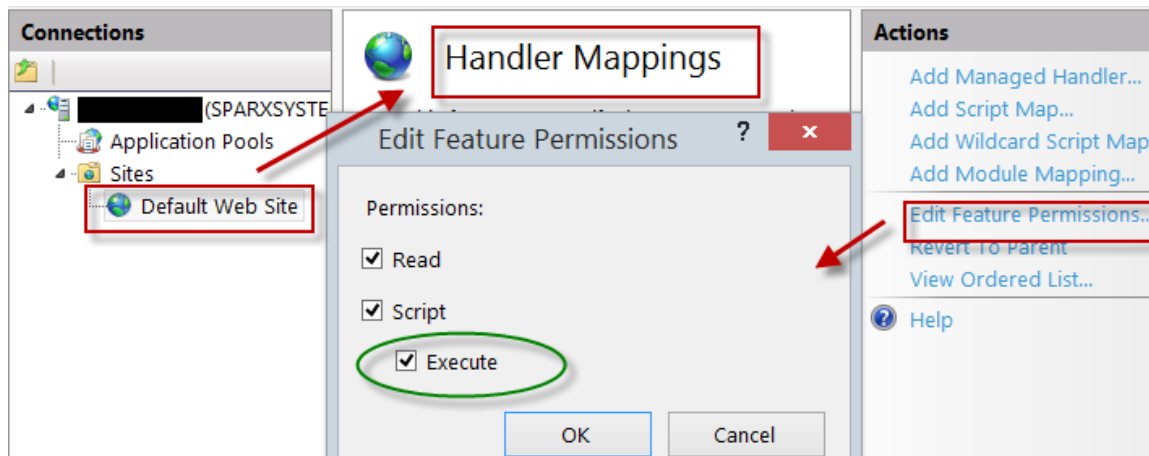 Connections
(SPARXSYSTE
Application Pools
Sites
Default Web Site
Handler Mappings
Edit Feature Permissions
?
x
Permissions:
Read
Script
Execute
OK
Cancel
Actions
Add Managed Handler...
Add Script Map...
Add Wildcard Script Map
Add Module Mapping...
Edit Feature Permissions...
Revert To Parent
View Ordered List...
Help